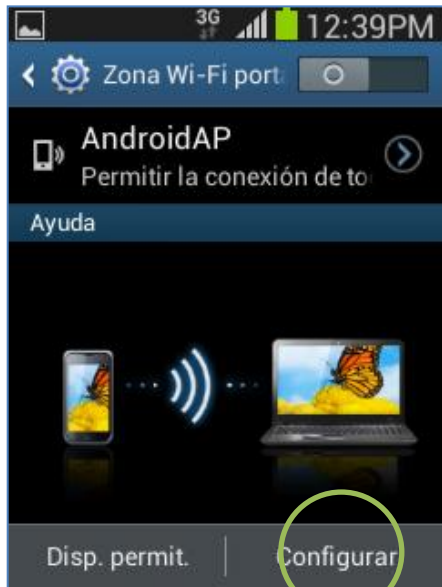 3G 12:39PM
Zona Wi-Fi port
AndroidAP
Permitir la conexión de to
Ayuda
Disp. permit. Configurar